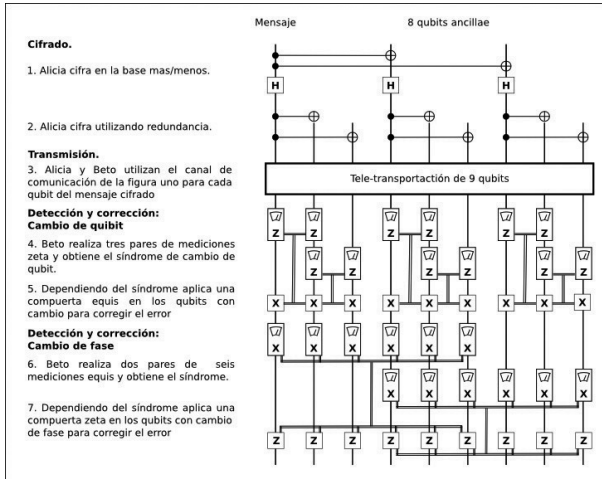 Mensaje
8 qubits ancillae
Cifrado.
1. Alicia cifra en la base mas/menos.
H H H
2. Alicia cifra utilizando redundancia.
Transmisión.
3. Alicia y Beto utilizan el canal de
comunicación de la figura uno para cada
qubit del mensaje cifrado
Tele-transportactión de 9 qubits
Detección y corrección:
Cambio de quibit
4. Beto realiza tres pares de mediciones
zeta y obtiene el síndrome de cambio de
qubit.
Z Z Z Z Z Z
Z Z Z Z Z Z
5. Dependiendo del síndrome aplica una
compuerta equis en los qubits con
cambio para corregir el error
X X X X X X X X X
Detección y corrección:
Cambio de fase
6. Beto realiza dos pares de seis
mediciones equis y obtiene el síndrome.
X X X X X X
X X X X X X
7. Dependiendo del síndrome aplica una
compuerta zeta en los qubits con cambio
de fase para corregir el error
Z Z Z Z Z Z Z Z Z